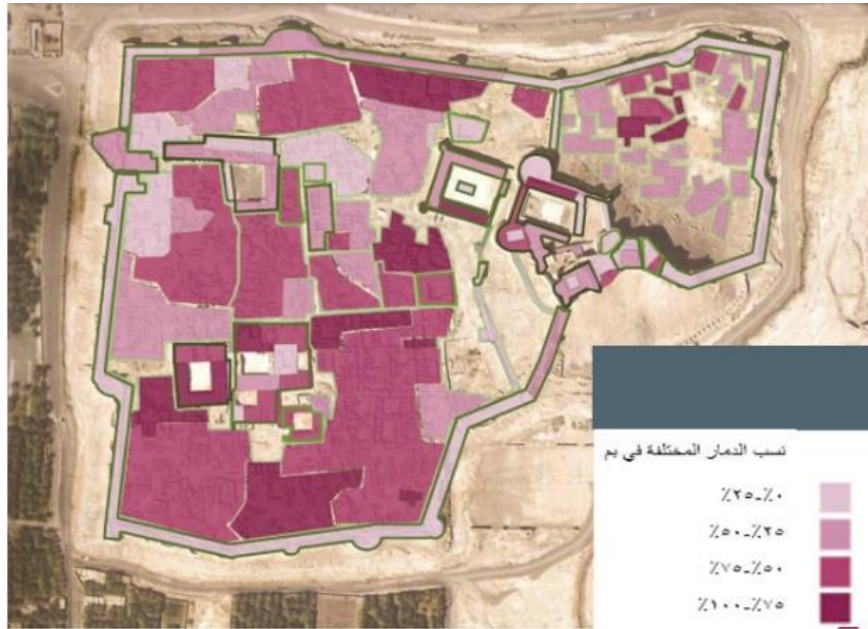 نسب الدمار المختلفة في بم
٪٢٥-٪٠
٪٥٠-٪٢٥
٪٧٥-٪٥٠
٪١٠٠-٪٧٥